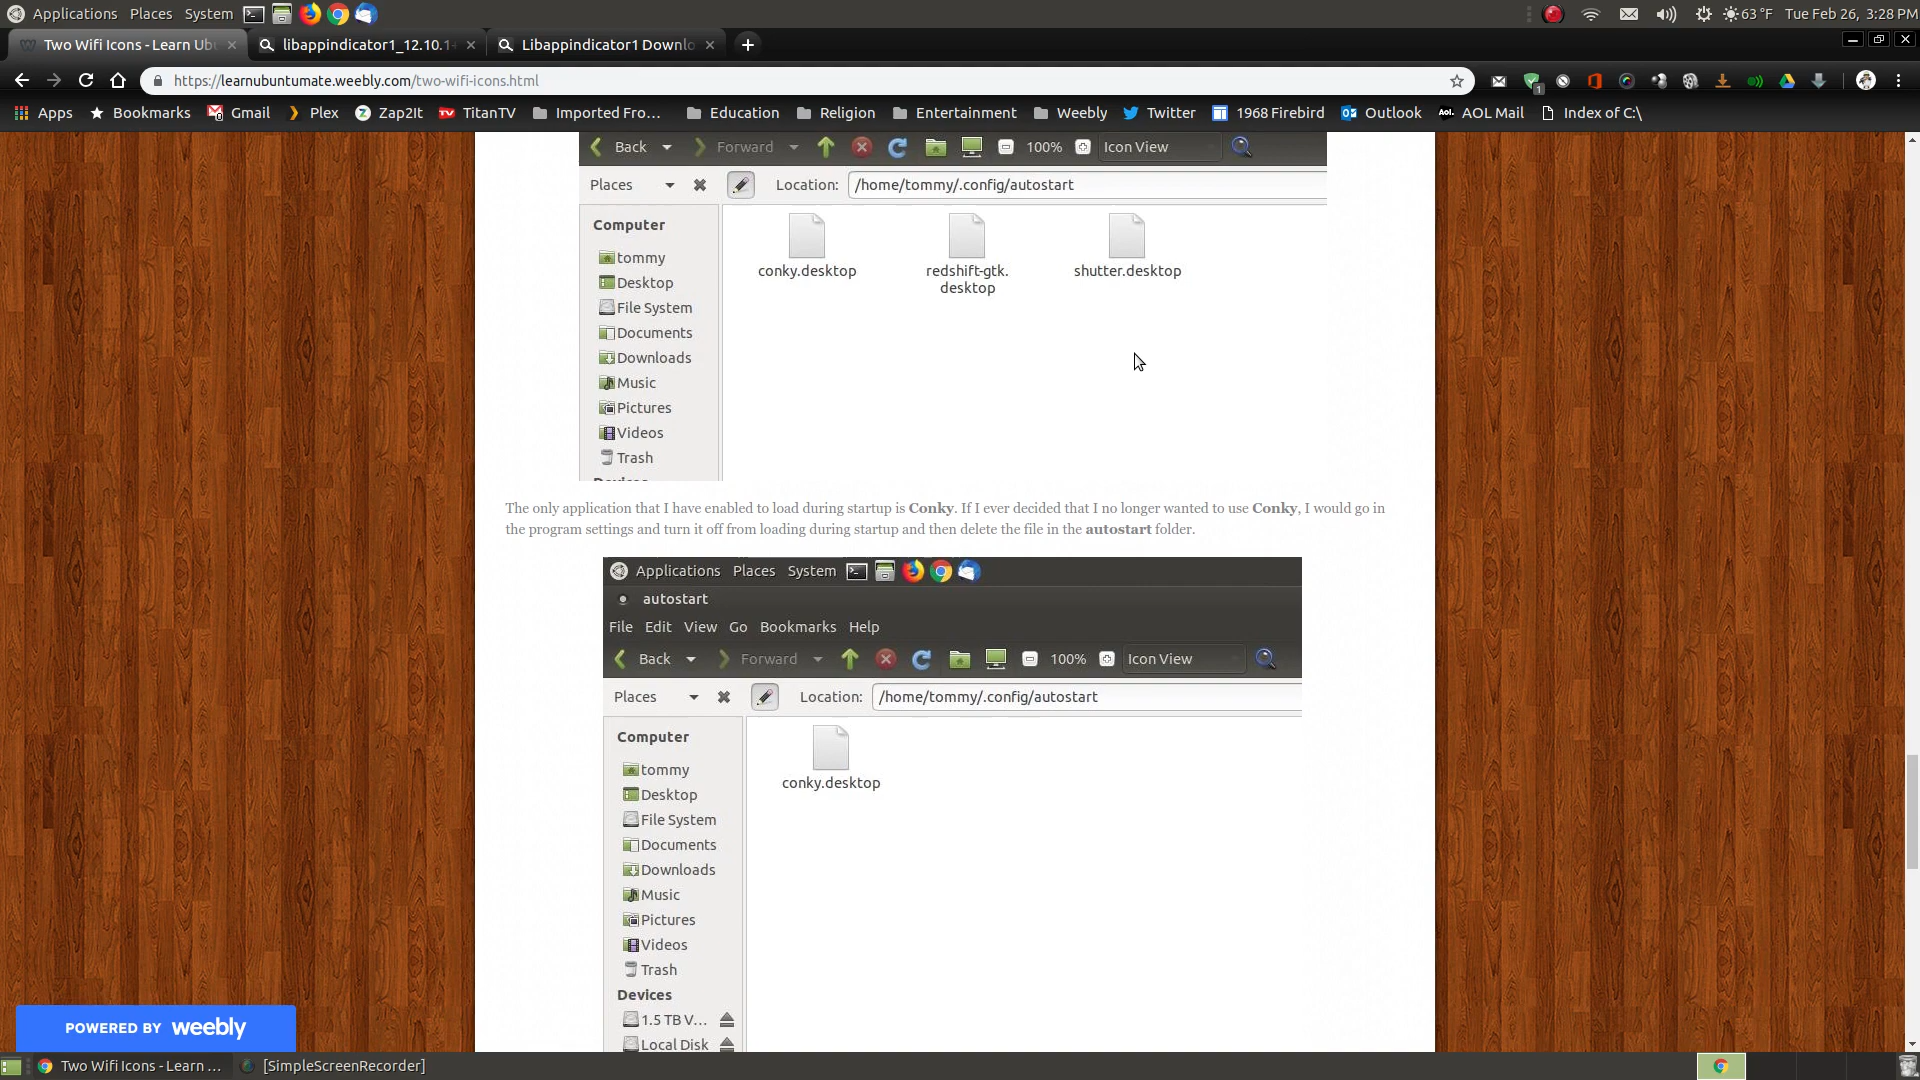 Applications Places System 63 °F Tue Feb 26, 3:28 PM
Two Wifi Icons - Learn Ub libappindicator1_12.10.1 Libappindicator1 Downlo
https://learnubuntumate.weebly.com/two-wifi-icons.html
1
Apps Bookmarks Gmail Plex Zap2It TitanTV Imported Fro... Education Religion Entertainment Weebly Twitter 1968 Firebird Outlook AOL Mail Index of C:\
Back Forward 100% Icon View
Places Location: /home/tommy/.config/autostart
Computer
tommy
Desktop
File System
Documents
Downloads
Music
Pictures
Videos
Trash
Devices
conky.desktop
redshift-gtk.
desktop
shutter.desktop
The only application that I have enabled to load during startup is Conky. If I ever decided that I no longer wanted to use Conky, I would go in
the program settings and turn it off from loading during startup and then delete the file in the autostart folder.
Applications Places System
autostart
File Edit View Go Bookmarks Help
Back Forward 100% Icon View
Places Location: /home/tommy/.config/autostart
Computer
tommy
Desktop
File System
Documents
Downloads
Music
Pictures
Videos
Trash
Devices
1.5 TB V...
Local Disk
conky.desktop
POWERED BY weebly
Two Wifi Icons - Learn ... [SimpleScreenRecorder]